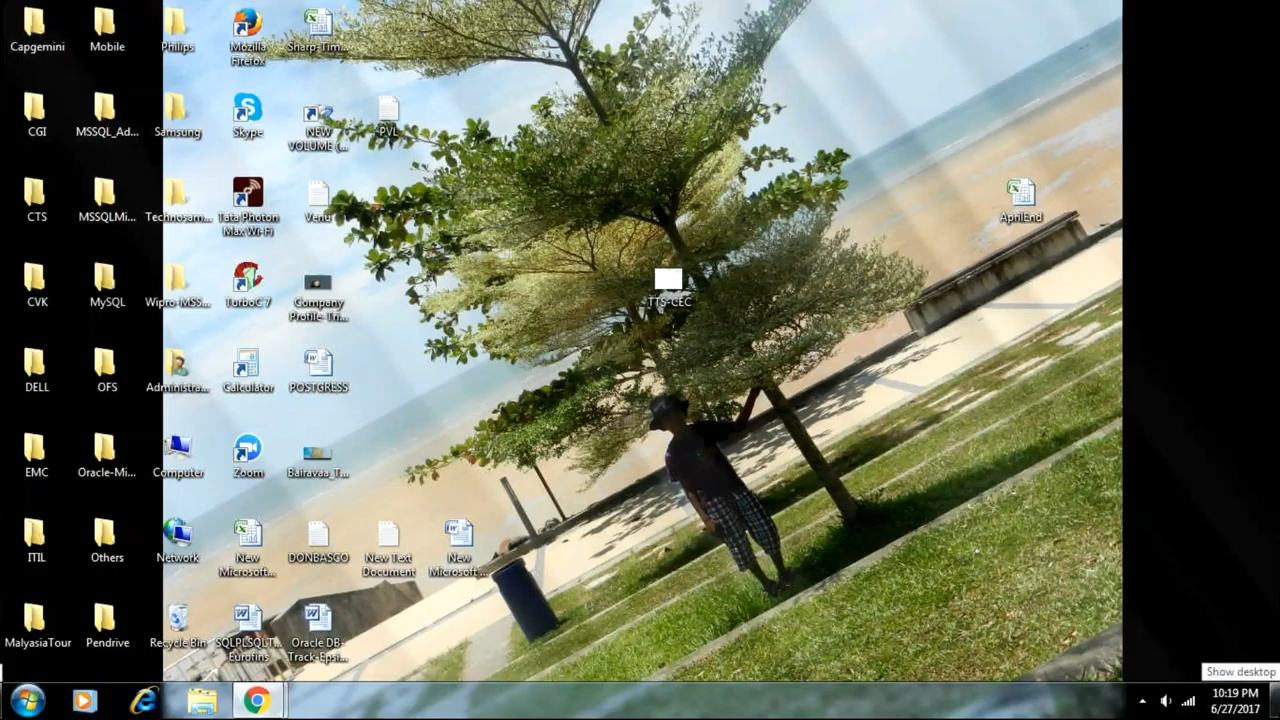 Capgemini
Mobile
Philips
Mozilla
Firefox
Sharp-Tim...
CGI
MSSQL_Ad...
Samsung
Skype
NEW
VOLUME (...
PVL
CTS
MSSQLMi...
Technosam...
Tata Photon
Max Wi-Fi
Venu
AprilEnd
CVK
MySQL
Wipro-MSS...
TurboC 7
Company
Profile-Tri...
TTS-CEC
DELL
OFS
Administra...
Calculator
POSTGRESS
EMC
Oracle-Mi...
Computer
Zoom
Bairavaa_T...
ITIL
Others
Network
New
Microsoft...
DONBASCO
New Text
Document
New
Microsoft...
MalyasiaTour
Pendrive
Recycle Bin
SQLPLSQLT...
Eurofins
Oracle DB-
Track-Epsi...
Show desktop
10:19 PM
6/27/2017